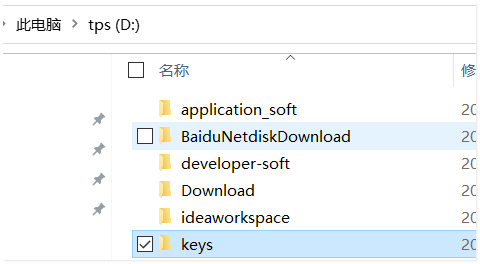 此电脑 > tps (D:)
名称
application_soft
20
BaiduNetdiskDownload
20
developer-soft
20
Download
20
ideaworkspace
20
keys
20